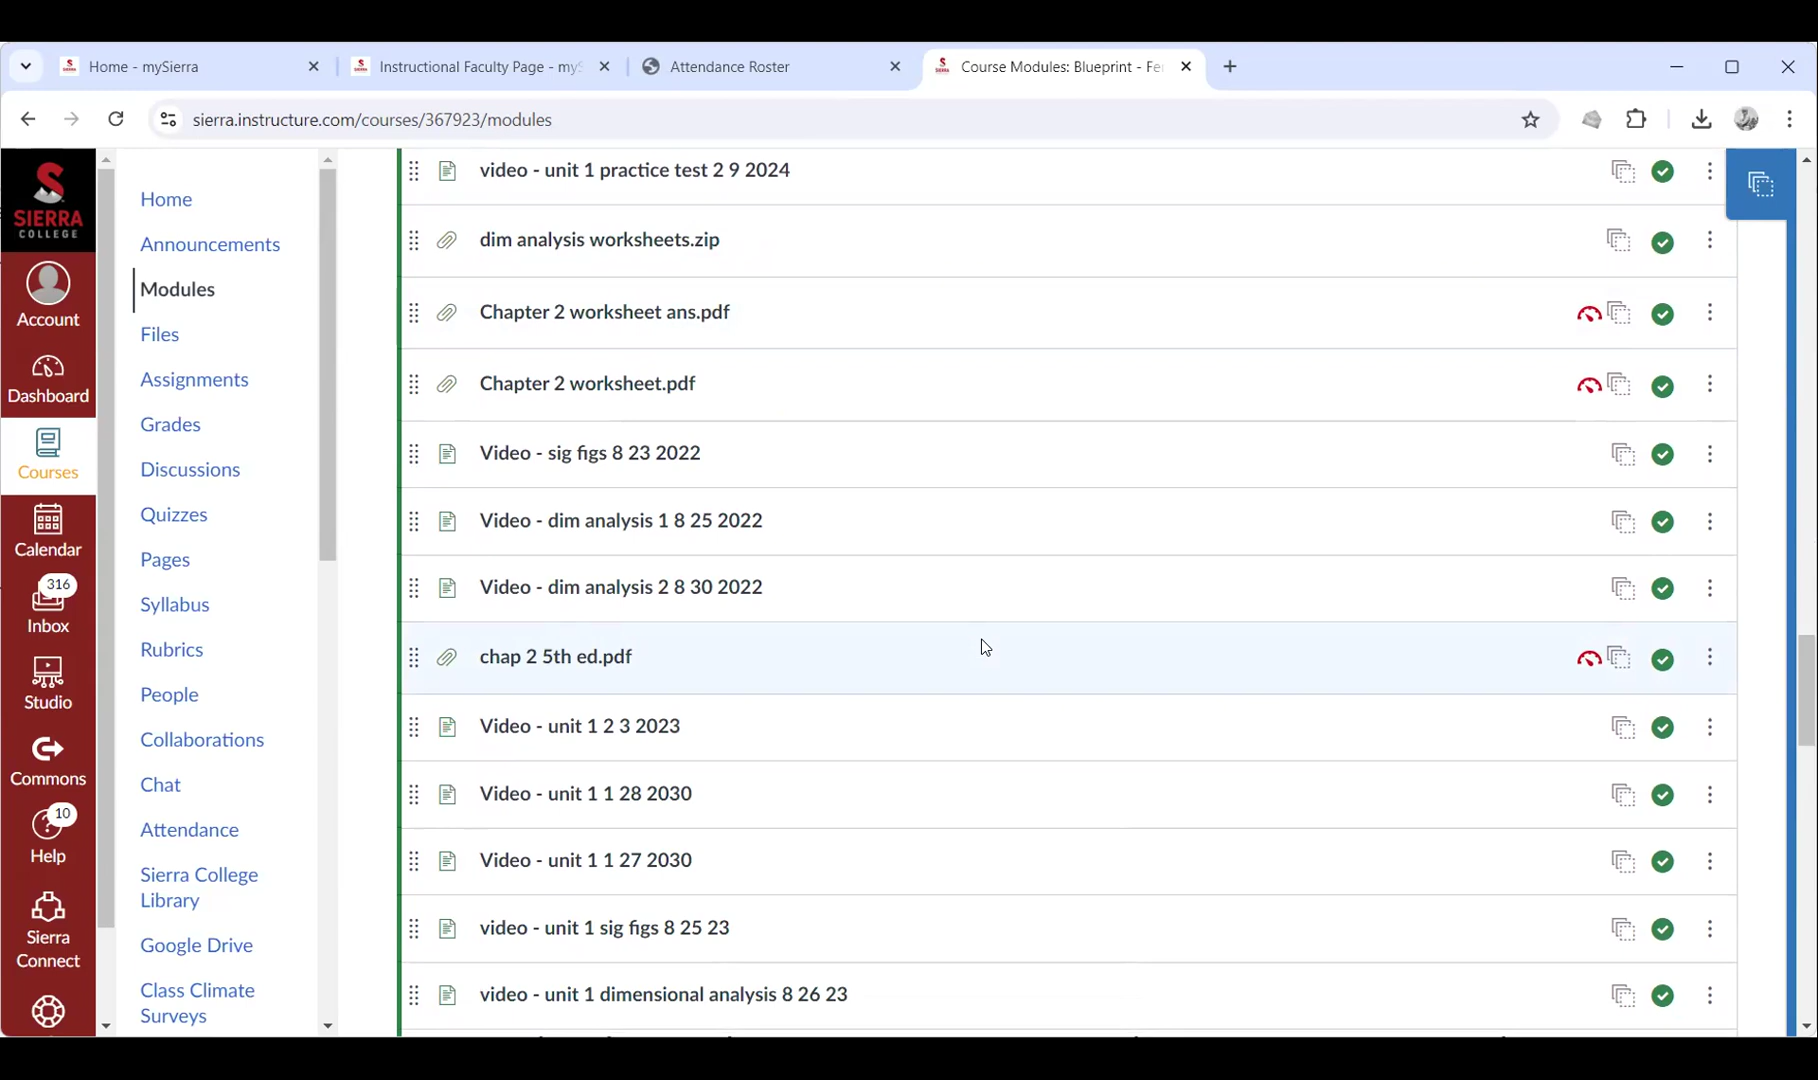 Home - mySierra
Instructional Faculty Page - myS
Attendance Roster
Course Modules: Blueprint - Fer
sierra.instructure.com/courses/367923/modules
SIERRA
COLLEGE
Account
Dashboard
Courses
Calendar
316
Inbox
Studio
Commons
10
Help
Sierra
Connect
Home
Announcements
Modules
Files
Assignments
Grades
Discussions
Quizzes
Pages
Syllabus
Rubrics
People
Collaborations
Chat
Attendance
Sierra College
Library
Google Drive
Class Climate
Surveys
video - unit 1 practice test 2 9 2024
dim analysis worksheets.zip
Chapter 2 worksheet ans.pdf
Chapter 2 worksheet.pdf
Video - sig figs 8 23 2022
Video - dim analysis 1 8 25 2022
Video - dim analysis 2 8 30 2022
chap 2 5th ed.pdf
Video - unit 1 2 3 2023
Video - unit 1 1 28 2030
Video - unit 1 1 27 2030
video - unit 1 sig figs 8 25 23
video - unit 1 dimensional analysis 8 26 23